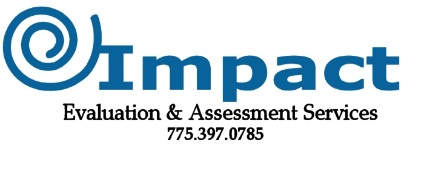 Impact
Evaluation & Assessment Services
775.397.0785